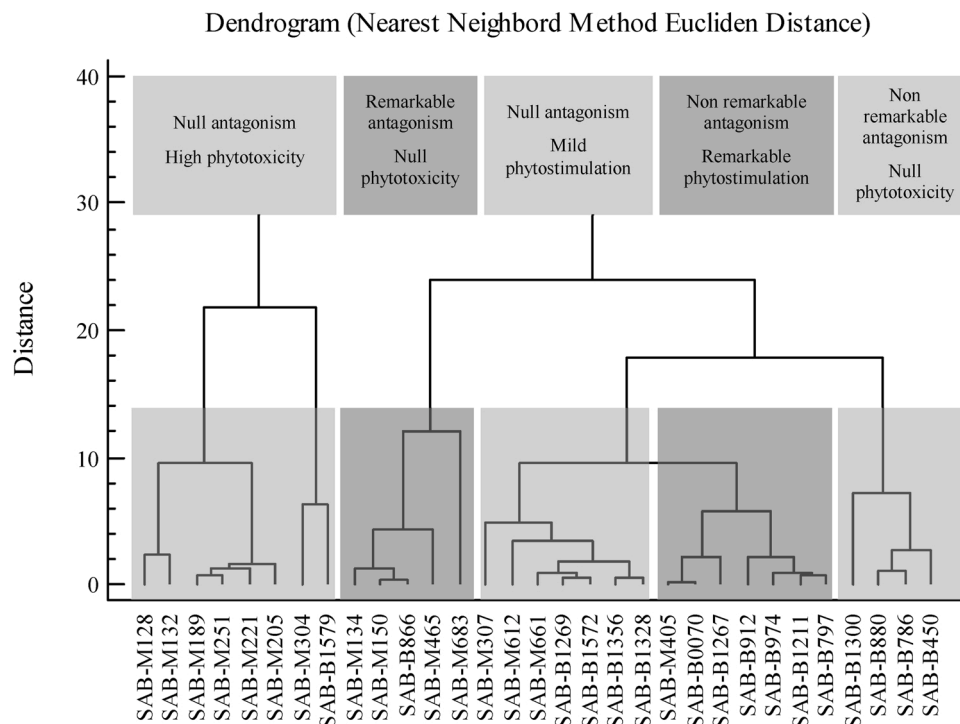 Dendrogram (Nearest Neighbord Method Eucliden Distance)
40
30
20
10
0
Distance
Null antagonism
High phytotoxicity
Remarkable
antagonism
Null
phytotoxicity
Null antagonism
Mild
phytostimulation
Non remarkable
antagonism
Remarkable
phytostimulation
Non
remarkable
antagonism
Null
phytotoxicity
SAB-M128
SAB-M132
SAB-M189
SAB-M251
SAB-M221
SAB-M205
SAB-M304
SAB-B1579
SAB-M134
SAB-M150
SAB-B866
SAB-M465
SAB-M683
SAB-M307
SAB-M612
SAB-M661
SAB-B1269
SAB-B1572
SAB-B1356
SAB-B1328
SAB-M405
SAB-B0070
SAB-B1267
SAB-B912
SAB-B974
SAB-B1211
SAB-B797
SAB-B1300
SAB-B880
SAB-B786
SAB-B450